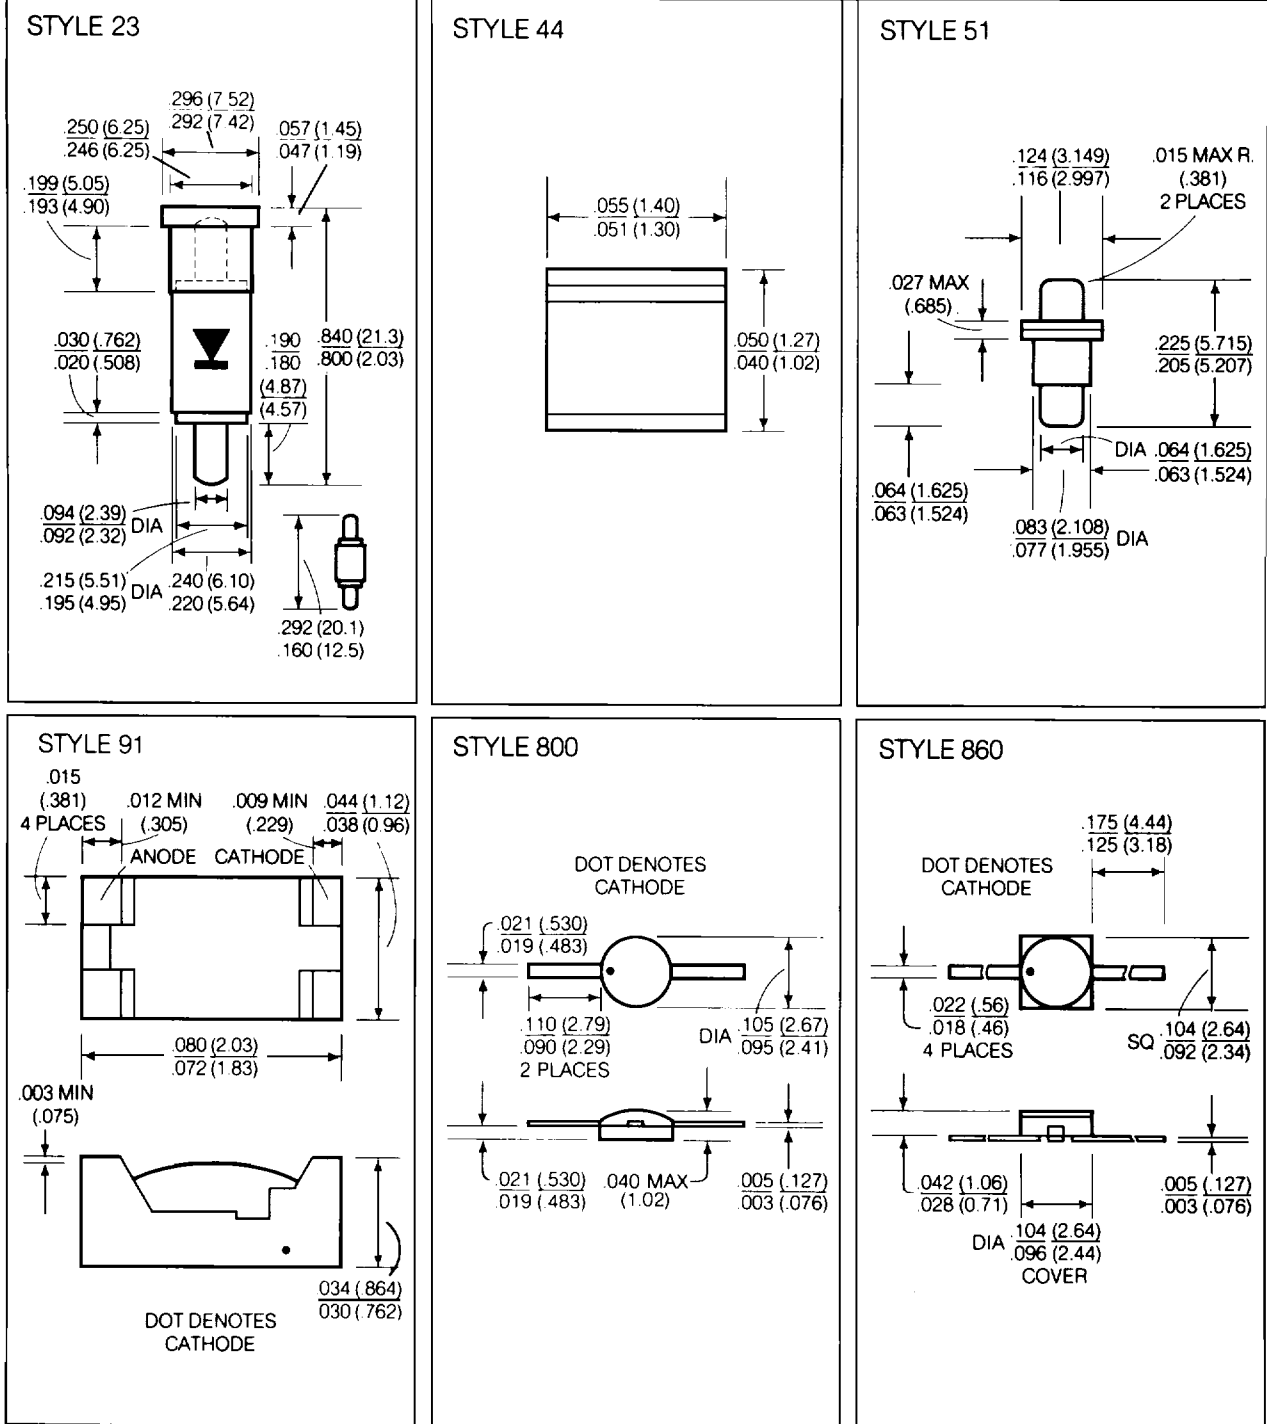 STYLE 23
.296 (7.52)
.292 (7.42)
.250 (6.25)
.246 (6.25)
.057 (1.45)
.047 (1.19)
.199 (5.05)
.193 (4.90)
.030 (.762)
.020 (.508)
.190
.180
(4.87)
(4.57)
.840 (21.3)
.800 (2.03)
.094 (2.39)
.092 (2.32)
DIA
.215 (5.51)
.195 (4.95)
DIA
.240 (6.10)
.220 (5.64)
.292 (20.1)
.160 (12.5)
STYLE 44
.055 (1.40)
.051 (1.30)
.050 (1.27)
.040 (1.02)
STYLE 51
.124 (3.149)
.116 (2.997)
.015 MAX R.
(.381)
2 PLACES
.027 MAX
(.685)
.225 (5.715)
.205 (5.207)
DIA
.064 (1.625)
.063 (1.524)
.064 (1.625)
.063 (1.524)
.083 (2.108)
.077 (1.955)
DIA
STYLE 91
.015
(.381)
4 PLACES
.012 MIN
(.305)
.009 MIN
(.229)
.044 (1.12)
.038 (0.96)
ANODE
CATHODE
.080 (2.03)
.072 (1.83)
.003 MIN
(.075)
.034 (.864)
030 (.762)
DOT DENOTES
CATHODE
STYLE 800
DOT DENOTES
CATHODE
.021 (.530)
.019 (.483)
.110 (2.79)
.090 (2.29)
2 PLACES
DIA
.105 (2.67)
.095 (2.41)
.021 (.530)
.019 (.483)
.040 MAX
(1.02)
.005 (.127)
.003 (.076)
STYLE 860
.175 (4.44)
.125 (3.18)
DOT DENOTES
CATHODE
.022 (.56)
.018 (.46)
4 PLACES
SQ
.104 (2.64)
.092 (2.34)
.042 (1.06)
.028 (0.71)
.005 (.127)
.003 (.076)
DIA
.104 (2.64)
.096 (2.44)
COVER